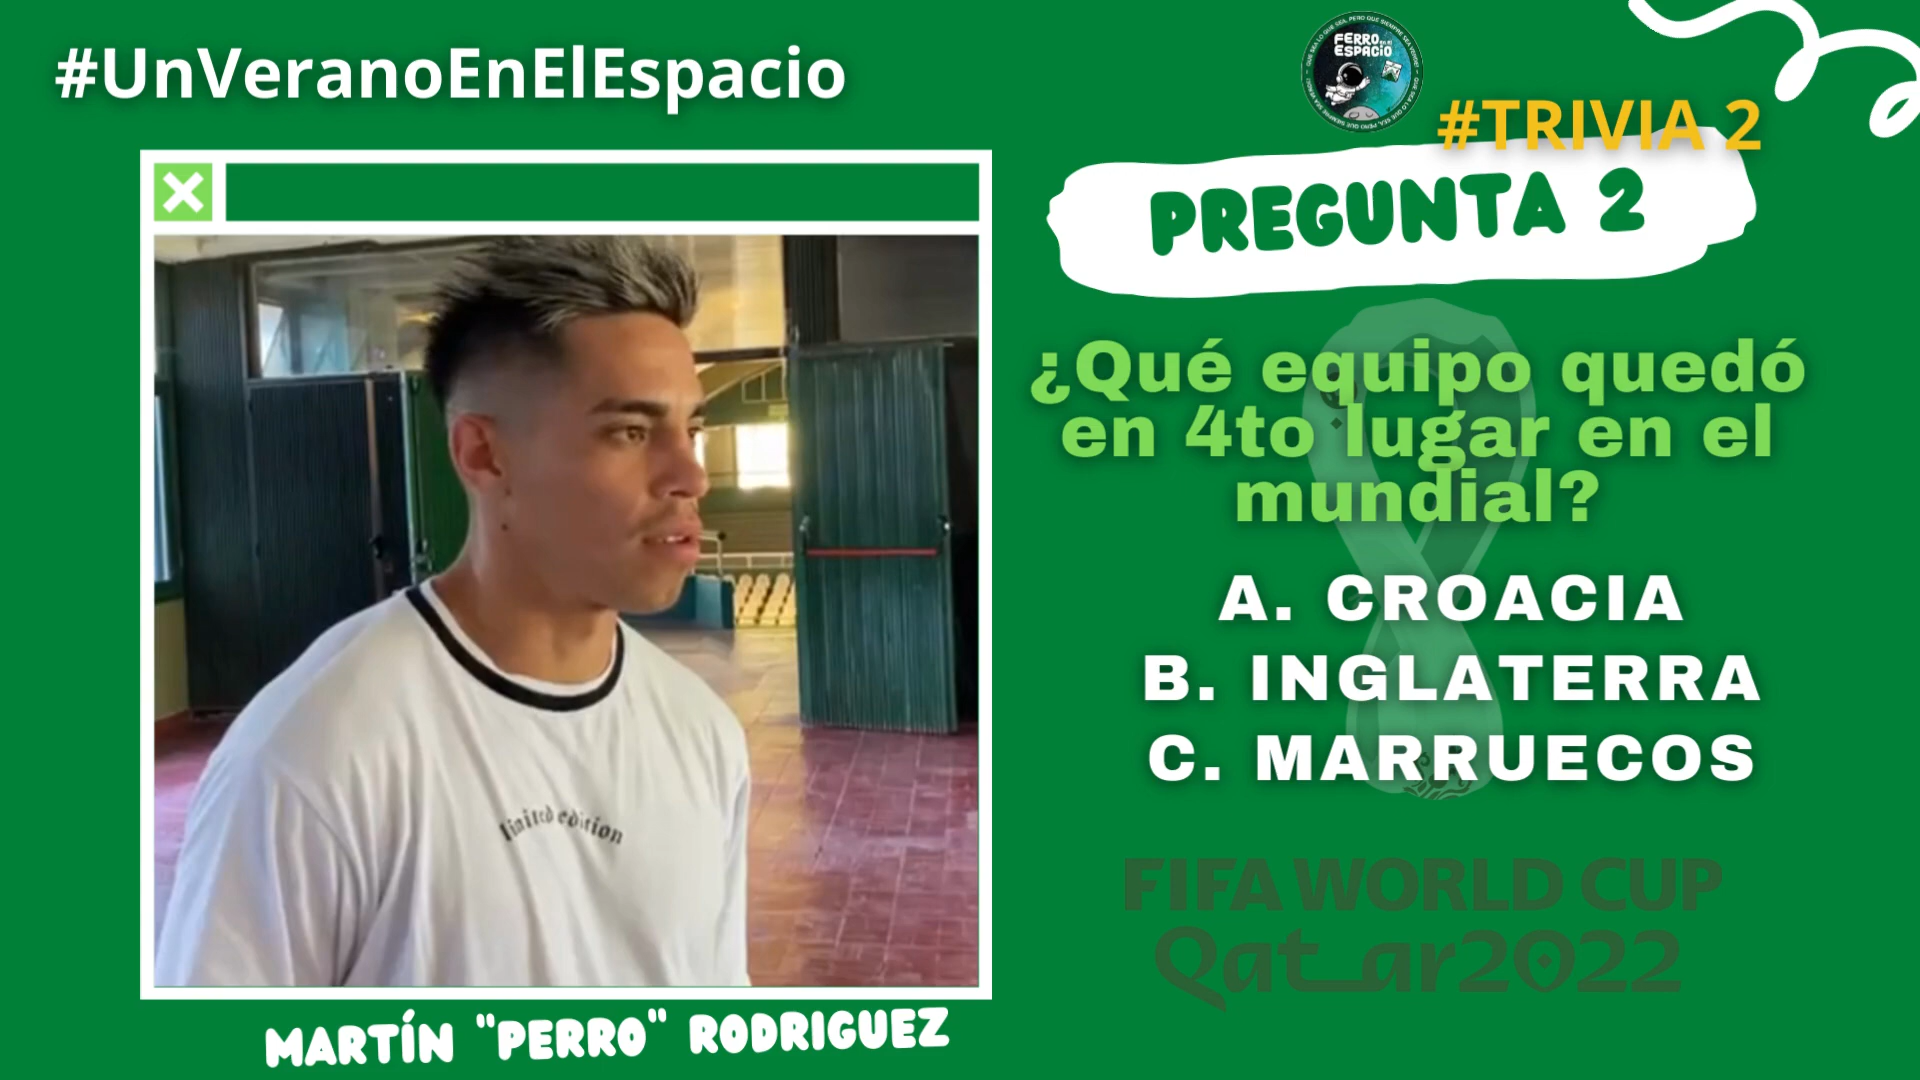 #UnVeranoEnElEspacio
FERRO en el
ESPACIO
#TRIVIA 2
PREGUNTA 2
¿Qué equipo quedó
en 4to lugar en el
mundial?
A. CROACIA
B. INGLATERRA
C. MARRUECOS
limited edition
FIFA WORLD CUP
Qatar2022
MARTÍN "PERRO" RODRIGUEZ